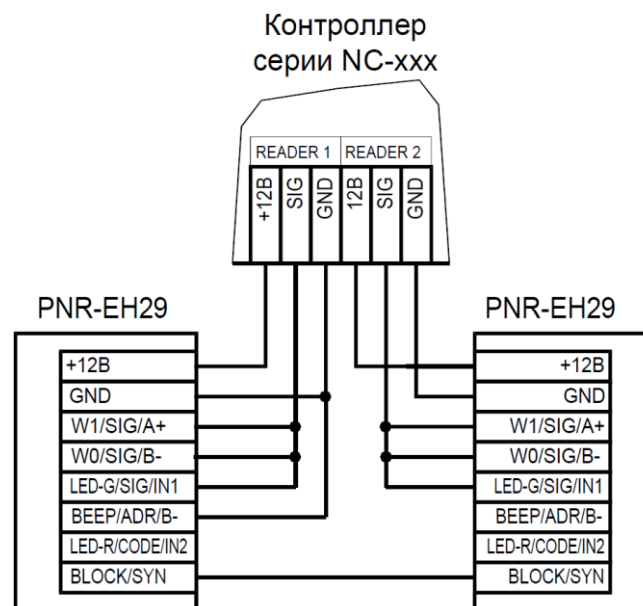 Контроллер
серии NC-xxx
READER 1 READER 2
+12В SIG GND 12В SIG GND
PNR-EH29
+12В
GND
W1/SIG/A+
W0/SIG/B-
LED-G/SIG/IN1
BEEP/ADR/B-
LED-R/CODE/IN2
BLOCK/SYN
PNR-EH29
+12В
GND
W1/SIG/A+
W0/SIG/B-
LED-G/SIG/IN1
BEEP/ADR/B-
LED-R/CODE/IN2
BLOCK/SYN